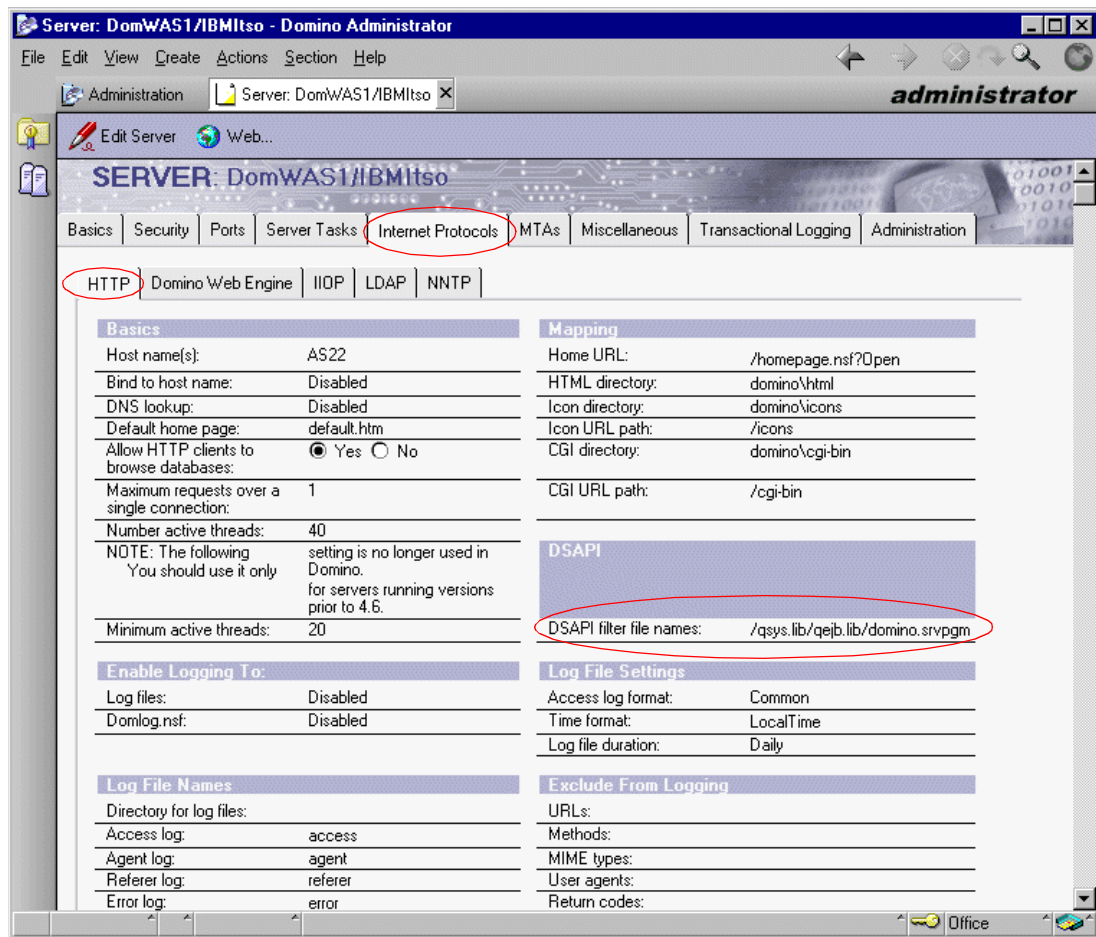 Server: DomWAS1/IBMItso - Domino Administrator
File Edit View Create Actions Section Help
Administration
Server: DomWAS1/IBMItso
administrator
Edit Server
Web...
SERVER: DomWAS1/IBMItso
Basics
Security
Ports
Server Tasks
Internet Protocols
MTAs
Miscellaneous
Transactional Logging
Administration
HTTP
Domino Web Engine
IIOP
LDAP
NNTP
Basics
Host name(s): AS22
Bind to host name: Disabled
DNS lookup: Disabled
Default home page: default.htm
Allow HTTP clients to
browse databases:
Yes No
Maximum requests over a
single connection:
1
Number active threads: 40
NOTE: The following
You should use it only
setting is no longer used in
Domino.
for servers running versions
prior to 4.6.
Minimum active threads: 20
Mapping
Home URL: /homepage.nsf?Open
HTML directory: domino\html
Icon directory: domino\icons
Icon URL path: /icons
CGI directory: domino\cgi-bin
CGI URL path: /cgi-bin
DSAPI
DSAPI filter file names: /qsys.lib/qejb.lib/domino.srvpgm
Enable Logging To:
Log files: Disabled
Domlog.nsf: Disabled
Log File Settings
Access log format: Common
Time format: LocalTime
Log file duration: Daily
Log File Names
Directory for log files:
Access log: access
Agent log: agent
Referer log: referer
Error log: error
Exclude From Logging
URLs:
Methods:
MIME types:
User agents:
Return codes:
Office